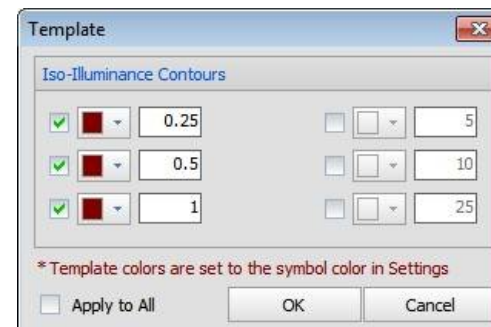 Template
Iso-Illuminance Contours
0.25 5
0.5 10
1 25
* Template colors are set to the symbol color in Settings
Apply to All OK Cancel